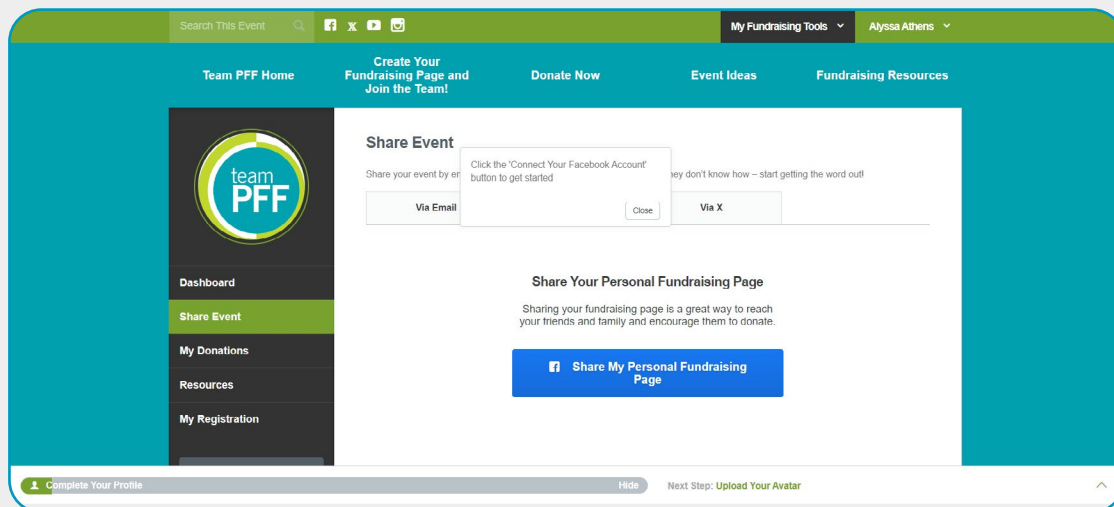 Search This Event
My Fundraising Tools
Alyssa Athens
Team PFF Home
Create Your
Fundraising Page and
Join the Team!
Donate Now
Event Ideas
Fundraising Resources
team
PFF
Dashboard
Share Event
My Donations
Resources
My Registration
Share Event
Share your event by en
hey don't know how – start getting the word out!
Click the 'Connect Your Facebook Account'
button to get started
Close
Via Email
Via X
Share Your Personal Fundraising Page
Sharing your fundraising page is a great way to reach
your friends and family and encourage them to donate.
Share My Personal Fundraising
Page
Complete Your Profile
Hide
Next Step: Upload Your Avatar